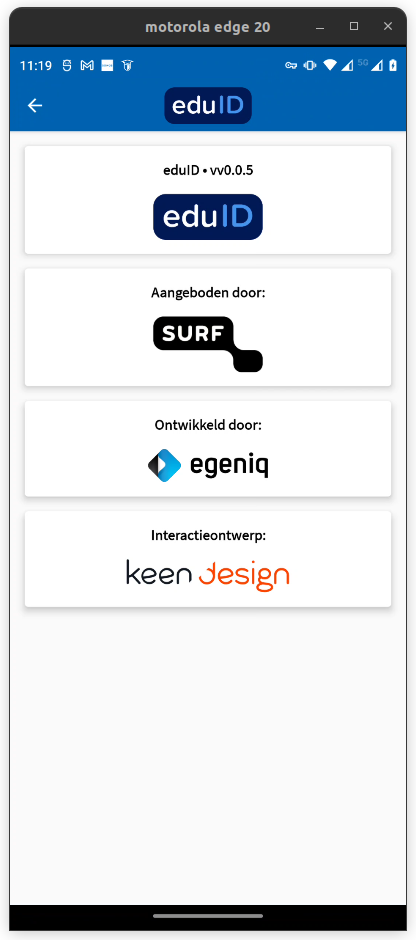 motorola edge 20
11:19
5G
eduID
eduID • vv0.0.5
eduID
Aangeboden door:
SURF
Ontwikkeld door:
egeniq
Interactieontwerp:
keen design